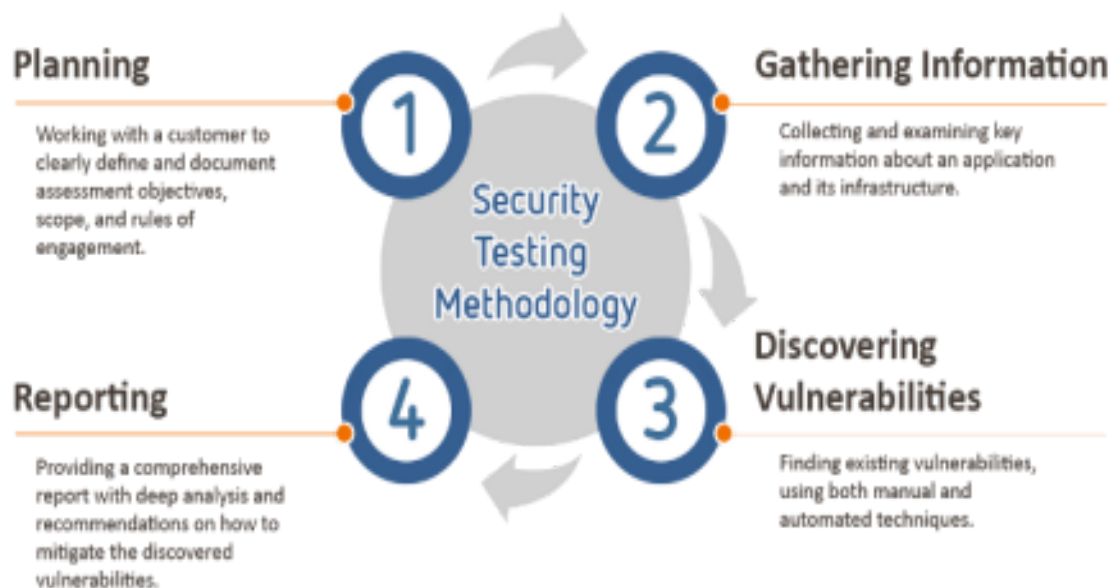 Planning
1
Working with a customer to
clearly define and document
assessment objectives,
scope, and rules of
engagement.
2
Gathering Information
Collecting and examining key
information about an application
and its infrastructure.
Security
Testing
Methodology
3
Discovering
Vulnerabilities
Finding existing vulnerabilities,
using both manual and
automated techniques.
4
Reporting
Providing a comprehensive
report with deep analysis and
recommendations on how to
mitigate the discovered
vulnerabilities.